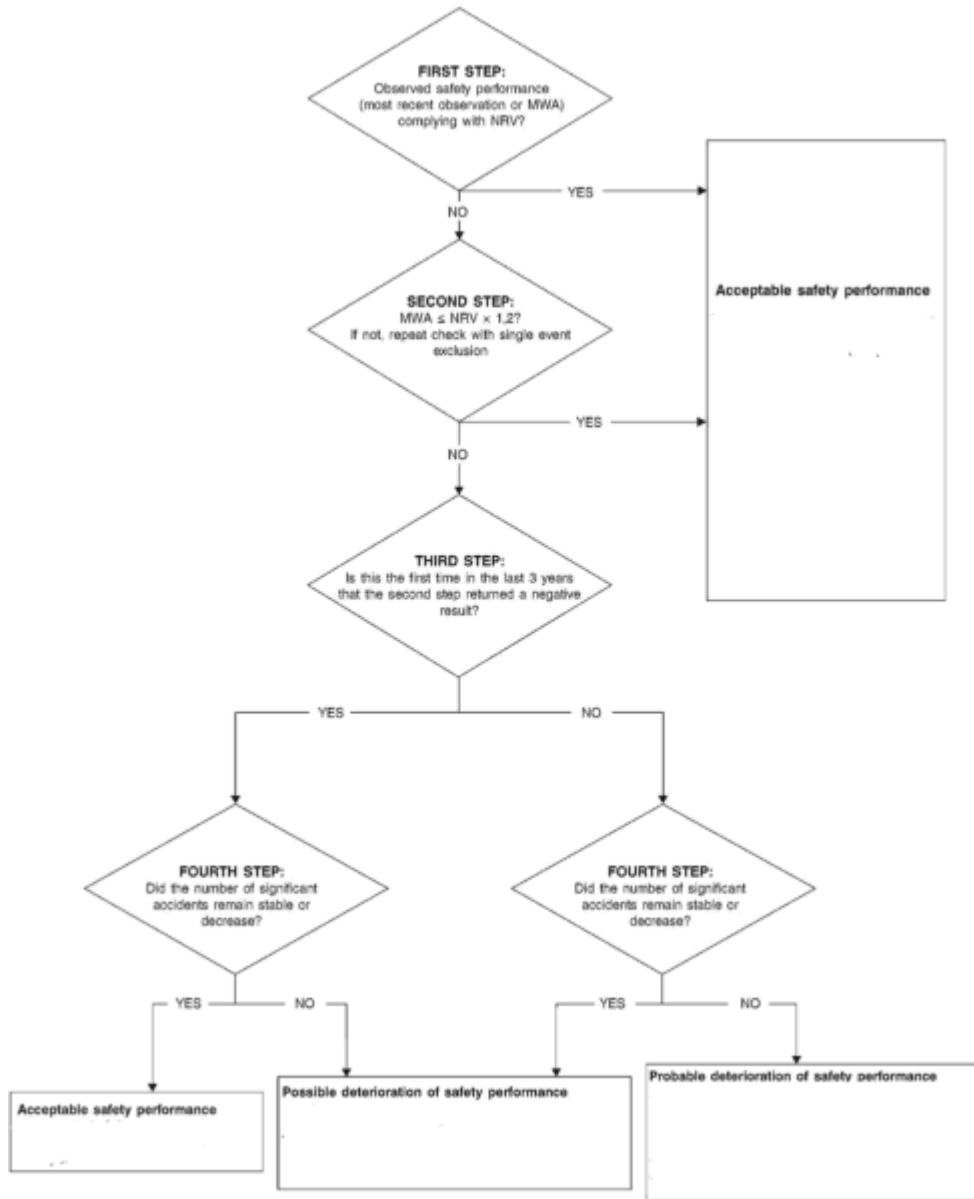 FIRST STEP:
Observed safety performance
(most recent observation or MWA)
complying with NRV?
YES
NO
Acceptable safety performance
SECOND STEP:
MWA ≤ NRV × 1,2?
If not, repeat check with single event
exclusion
YES
NO
THIRD STEP:
Is this the first time in the last 3 years
that the second step returned a negative
result?
YES
NO
FOURTH STEP:
Did the number of significant
accidents remain stable or
decrease?
FOURTH STEP:
Did the number of significant
accidents remain stable or
decrease?
YES
NO
YES
NO
Acceptable safety performance
Possible deterioration of safety performance
Probable deterioration of safety performance